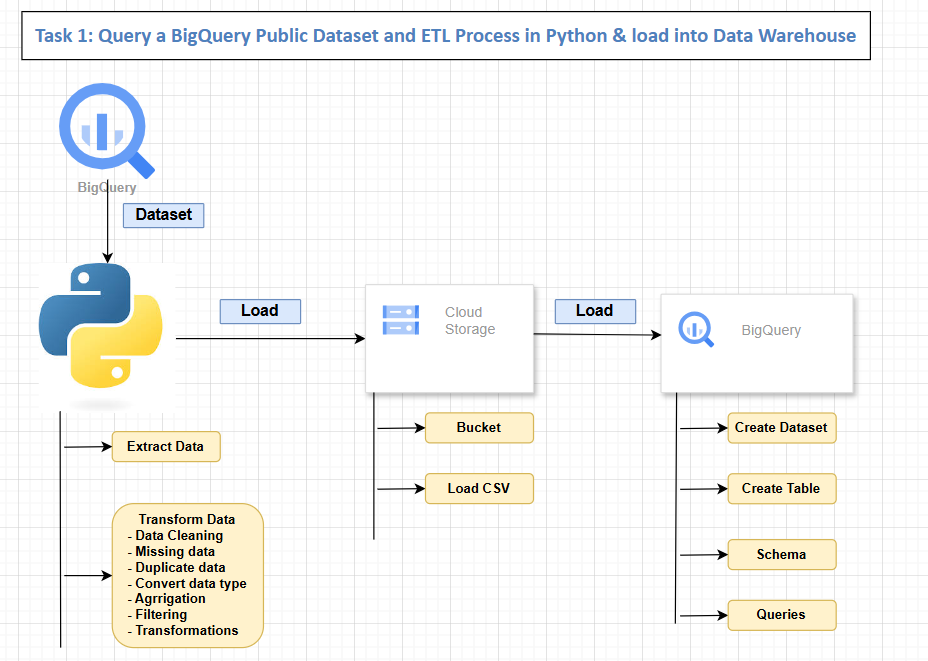 Task 1: Query a BigQuery Public Dataset and ETL Process in Python & load into Data Warehouse
BigQuery
Dataset
Load
Cloud
Storage
Load
BigQuery
Extract Data
Transform Data
- Data Cleaning
- Missing data
- Duplicate data
- Convert data type
- Agrrigation
- Filtering
- Transformations
Bucket
Load CSV
Create Dataset
Create Table
Schema
Queries